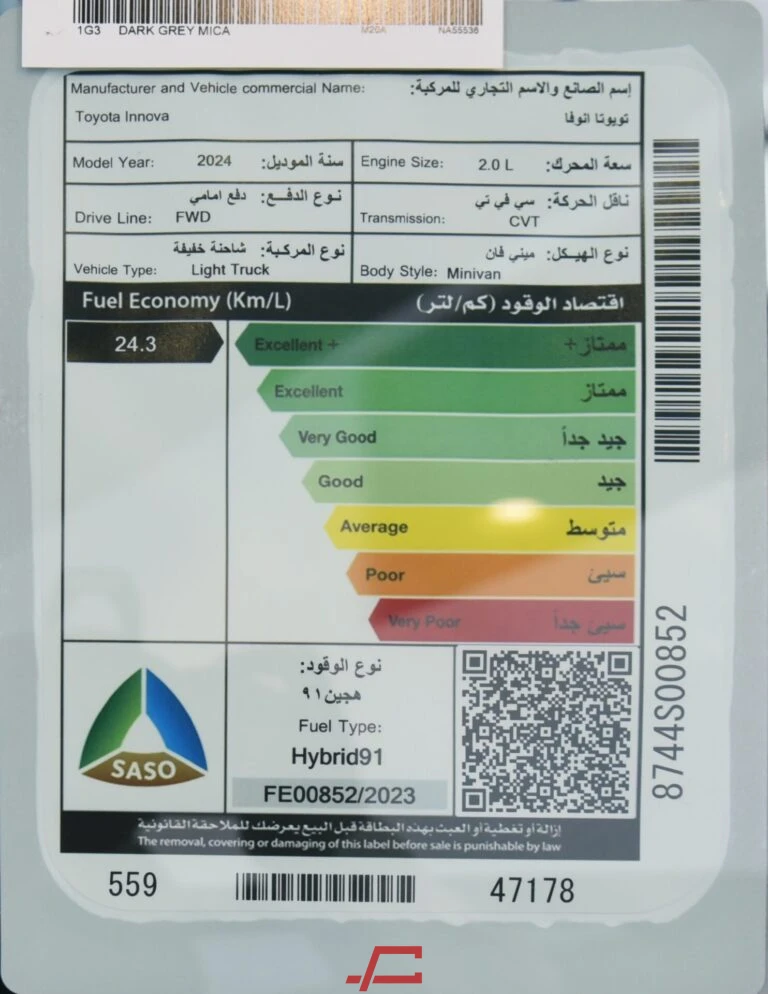 1G3 DARK GREY MICA M20A NA55536
Manufacturer and Vehicle commercial Name: إسم الصانع والاسم التجاري للمركبة:
Toyota Innova تويوتا انوفا
Model Year: 2024 سنة الموديل:
Engine Size: 2.0 L سعة المحرك:
نوع الدفع: دفع امامي
Drive Line: FWD
ناقل الحركة: سي في تي
Transmission: CVT
نوع المركبة: شاحنة خفيفة
Vehicle Type: Light Truck
نوع الهيكل: ميني فان
Body Style: Minivan
Fuel Economy (Km/L) اقتصاد الوقود (كم/لتر)
24.3
Excellent + ممتاز +
Excellent ممتاز
Very Good جيد جداً
Good جيد
Average متوسط
Poor سيئ
Very Poor سيئ جداً
SASO
نوع الوقود:
هجين ٩١
Fuel Type:
Hybrid91
FE00852/2023
8744S00852
إزالة أو تغطية أو العبث بهذه البطاقة قبل البيع يعرضك للملاحقة القانونية
The removal, covering or damaging of this label before sale is punishable by law
559 47178